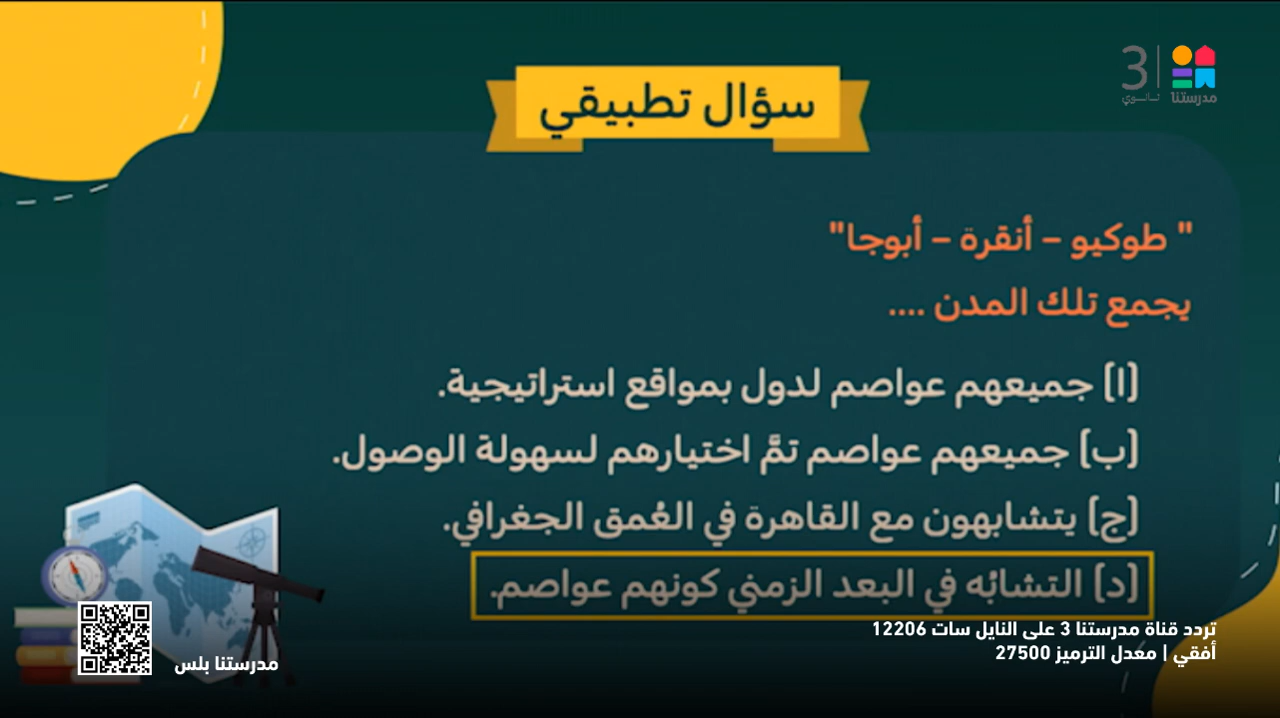 3 ثانوي مدرستنا
سؤال تطبيقي
" طوكيو – أنقرة – أبوجا"
يجمع تلك المدن ....
(ا) جميعهم عواصم لدول بمواقع استراتيجية.
(ب) جميعهم عواصم تمَّ اختيارهم لسهولة الوصول.
(ج) يتشابهون مع القاهرة في العُمق الجغرافي.
(د) التشابُه في البعد الزمني كونهم عواصم.
تردد قناة مدرستنا 3 على النايل سات 12206
أفقي | معدل الترميز 27500
مدرستنا بلس